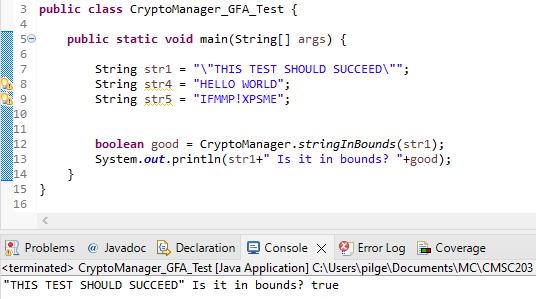 3 public class CryptoManager_GFA_Test {
4
5 public static void main(String[] args) {
6
7 String str1 = "\"THIS TEST SHOULD SUCCEED\"";
8 String str4 = "HELLO WORLD";
9 String str5 = "IFMMP!XPSME";
10
11
12 boolean good = CryptoManager.stringInBounds(str1);
13 System.out.println(str1+" Is it in bounds? "+good);
14 }
15 }
16
Problems @ Javadoc Declaration Console Error Log Coverage
<terminated> CryptoManager_GFA_Test [Java Application] C:\Users\pilge\Documents\MC\CMSC203
"THIS TEST SHOULD SUCCEED" Is it in bounds? true